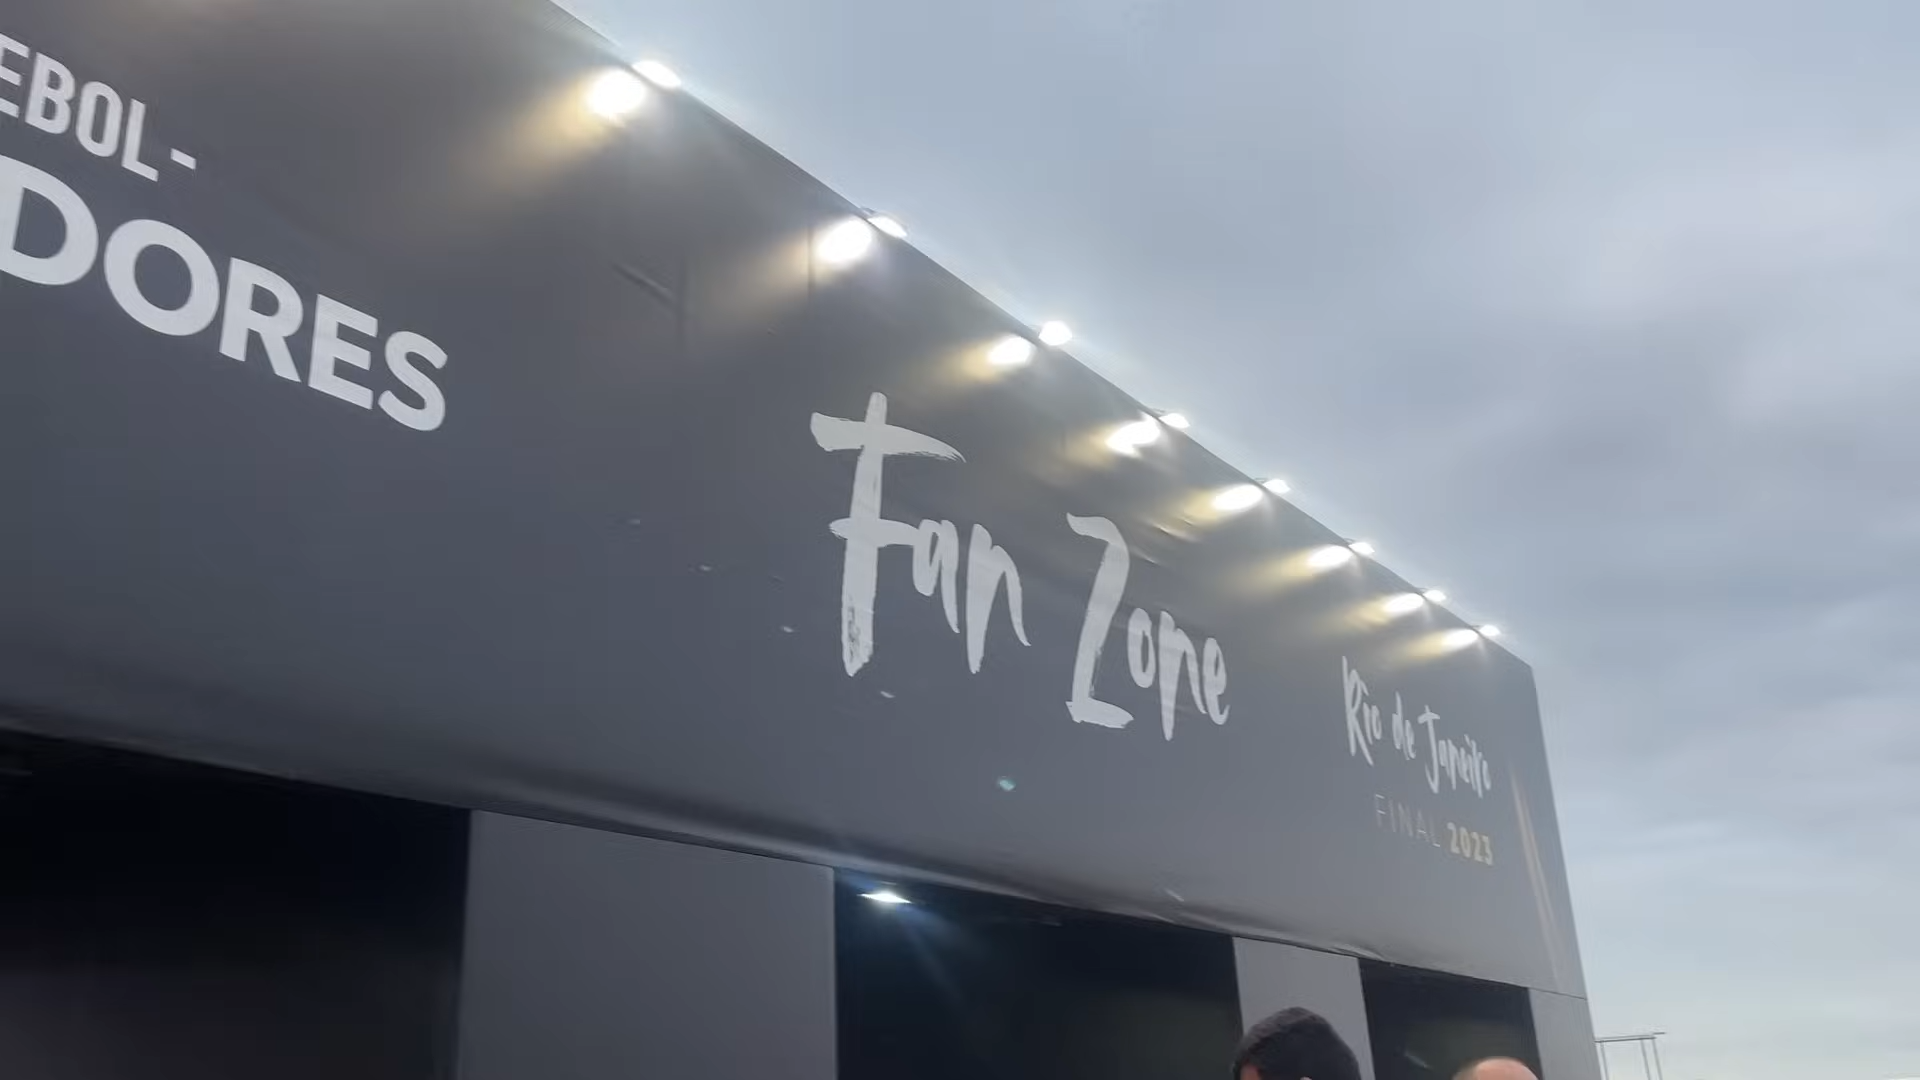 EBOL-
DORES
Fan Zone
Rio de Janeiro
FINAL 2023